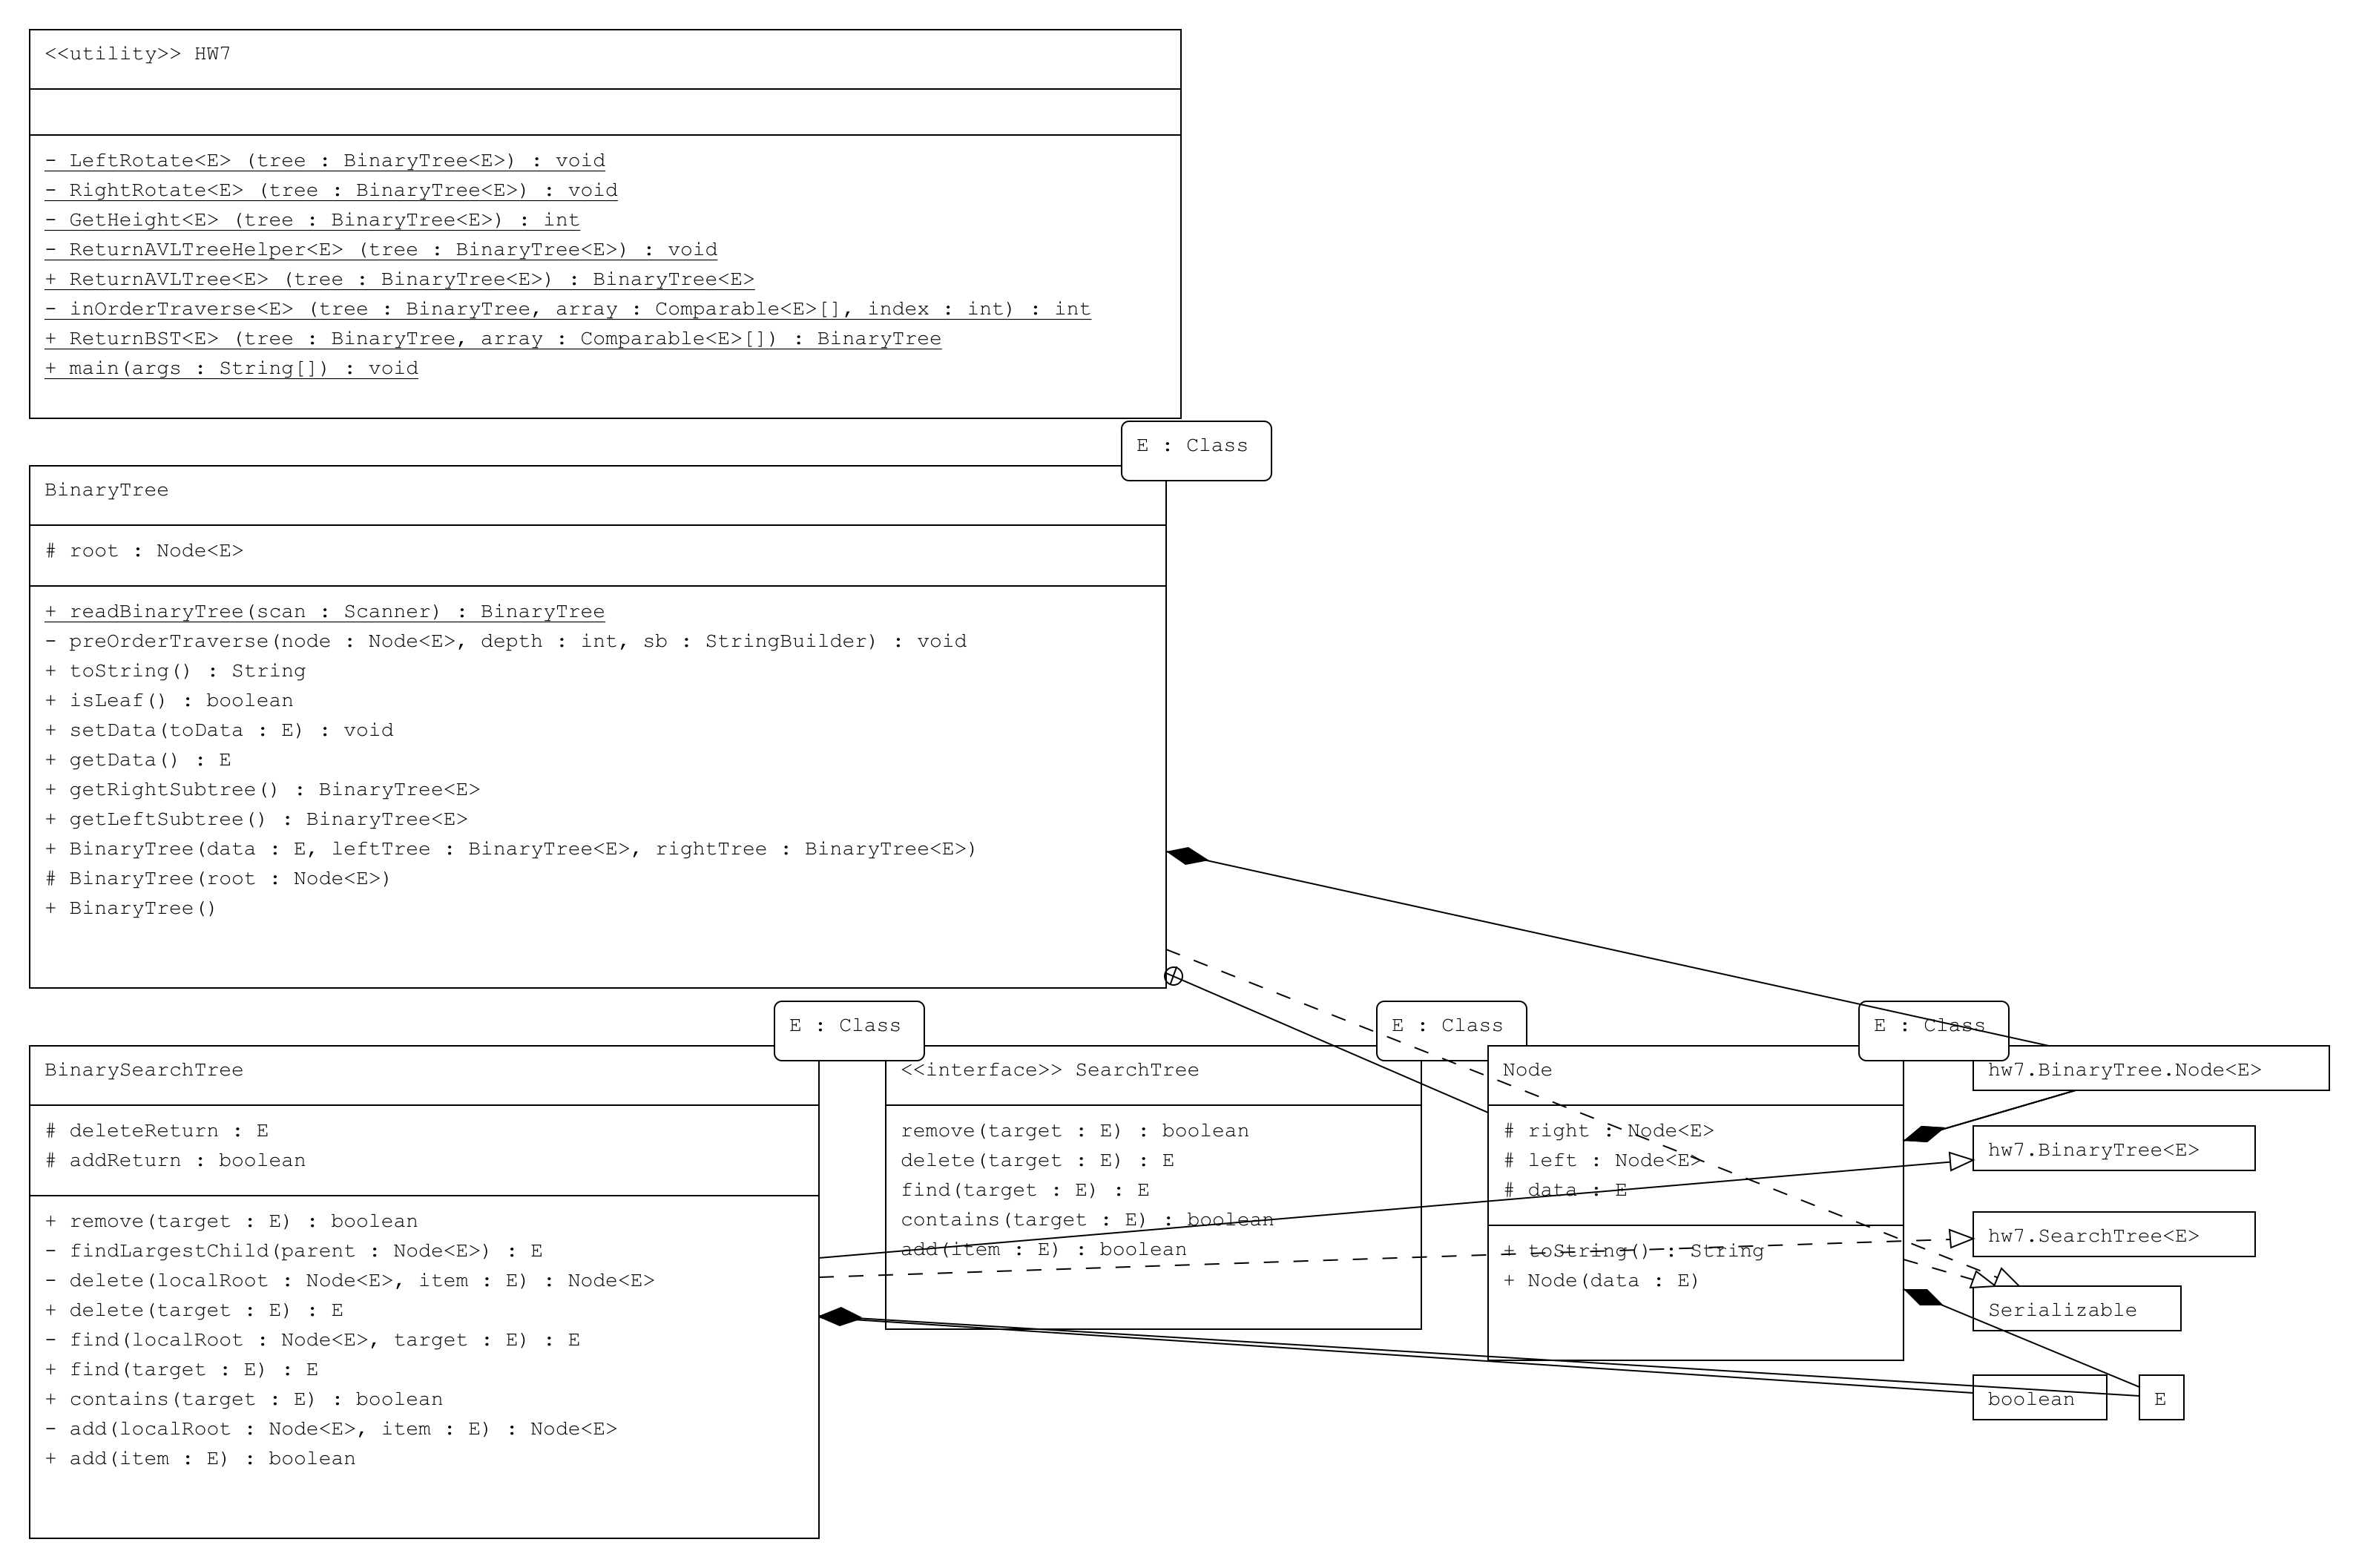 <<utility>> HW7
- LeftRotate<E> (tree : BinaryTree<E>) : void
- RightRotate<E> (tree : BinaryTree<E>) : void
- GetHeight<E> (tree : BinaryTree<E>) : int
- ReturnAVLTreeHelper<E> (tree : BinaryTree<E>) : void
+ ReturnAVLTree<E> (tree : BinaryTree<E>) : BinaryTree<E>
- inOrderTraverse<E> (tree : BinaryTree, array : Comparable<E>[], index : int) : int
+ ReturnBST<E> (tree : BinaryTree, array : Comparable<E>[]) : BinaryTree
+ main(args : String[]) : void
E : Class
BinaryTree
# root : Node<E>
+ readBinaryTree(scan : Scanner) : BinaryTree
- preOrderTraverse(node : Node<E>, depth : int, sb : StringBuilder) : void
+ toString() : String
+ isLeaf() : boolean
+ setData(toData : E) : void
+ getData() : E
+ getRightSubtree() : BinaryTree<E>
+ getLeftSubtree() : BinaryTree<E>
+ BinaryTree(data : E, leftTree : BinaryTree<E>, rightTree : BinaryTree<E>)
# BinaryTree(root : Node<E>)
+ BinaryTree()
E : Class
BinarySearchTree
# deleteReturn : E
# addReturn : boolean
+ remove(target : E) : boolean
- findLargestChild(parent : Node<E>) : E
- delete(localRoot : Node<E>, item : E) : Node<E>
+ delete(target : E) : E
- find(localRoot : Node<E>, target : E) : E
+ find(target : E) : E
+ contains(target : E) : boolean
- add(localRoot : Node<E>, item : E) : Node<E>
+ add(item : E) : boolean
E : Class
<<interface>> SearchTree
remove(target : E) : boolean
delete(target : E) : E
find(target : E) : E
contains(target : E) : boolean
add(item : E) : boolean
E : Class
Node
# right : Node<E>
# left : Node<E>
# data : E
+ toString() : String
+ Node(data : E)
hw7.BinaryTree.Node<E>
hw7.BinaryTree<E>
hw7.SearchTree<E>
Serializable
boolean
E